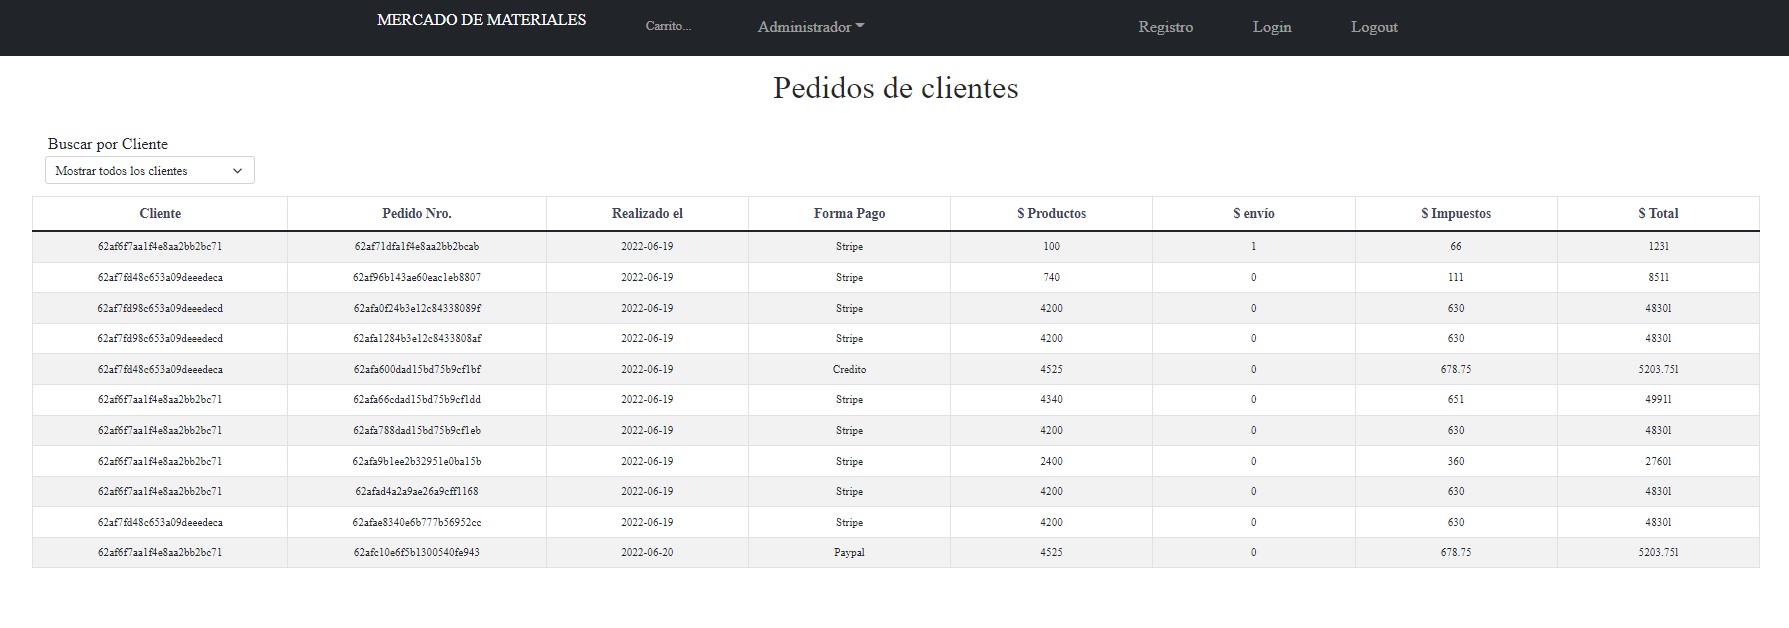 MERCADO DE MATERIALES Carrito... Administrador Registro Login Logout
Pedidos de clientes
Buscar por Cliente
Mostrar todos los clientes
Cliente Pedido Nro. Realizado el Forma Pago $ Productos $ envío $ Impuestos $ Total
62af6f7aa1f4e8aa2bb2bc71 62af71dfa1f4e8aa2bb2bcab 2022-06-19 Stripe 100 1 66 1231
62af7fd48c653a09deeedeca 62af96b143ae60eac1eb8807 2022-06-19 Stripe 740 0 111 8511
62af7fd98c653a09deeedecd 62afa0f24b3e12c84338089f 2022-06-19 Stripe 4200 0 630 48301
62af7fd98c653a09deeedecd 62afa1284b3e12c8433808af 2022-06-19 Stripe 4200 0 630 48301
62af7fd48c653a09deeedeca 62afa600dad15bd75b9cf1bf 2022-06-19 Credito 4525 0 678.75 5203.751
62af6f7aa1f4e8aa2bb2bc71 62afa66cdad15bd75b9cf1dd 2022-06-19 Stripe 4340 0 651 49911
62af6f7aa1f4e8aa2bb2bc71 62afa788dad15bd75b9cf1eb 2022-06-19 Stripe 4200 0 630 48301
62af6f7aa1f4e8aa2bb2bc71 62afa9b1ee2b32951e0ba15b 2022-06-19 Stripe 2400 0 360 27601
62af6f7aa1f4e8aa2bb2bc71 62afad4a2a9ae26a9cff1168 2022-06-19 Stripe 4200 0 630 48301
62af7fd48c653a09deeedeca 62afae8340e6b777b56952cc 2022-06-19 Stripe 4200 0 630 48301
62af6f7aa1f4e8aa2bb2bc71 62afc10e6f5b1300540fe943 2022-06-20 Paypal 4525 0 678.75 5203.751